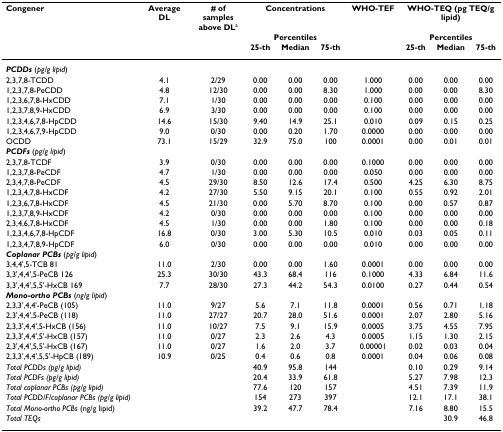 Congener Average DL # of samples above DLa Concentrations WHO-TEF WHO-TEQ (pg TEQ/g lipid)
Percentiles Percentiles
25-th Median 75-th 25-th Median 75-th
PCDDs (pg/g lipid)
2,3,7,8-TCDD 4.1 2/29 0.00 0.00 0.00 1.000 0.00 0.00 0.00
1,2,3,7,8-PeCDD 4.8 12/30 0.00 0.00 8.30 1.000 0.00 0.00 8.30
1,2,3,6,7,8-HxCDD 7.1 1/30 0.00 0.00 0.00 0.100 0.00 0.00 0.00
1,2,3,7,8,9-HxCDD 6.9 3/30 0.00 0.00 0.00 0.100 0.00 0.00 0.00
1,2,3,4,6,7,8-HpCDD 14.6 15/30 9.40 14.9 25.1 0.010 0.09 0.15 0.25
1,2,3,4,6,7,9-HpCDD 9.0 0/30 0.00 0.20 1.70 0.0000 0.00 0.00 0.00
OCDD 73.1 15/29 32.9 75.0 100 0.0001 0.00 0.01 0.01
PCDFs (pg/g lipid)
2,3,7,8-TCDF 3.9 0/30 0.00 0.00 0.00 0.1000 0.00 0.00 0.00
1,2,3,7,8-PeCDF 4.7 1/30 0.00 0.00 0.00 0.050 0.00 0.00 0.00
2,3,4,7,8-PeCDF 4.5 29/30 8.50 12.6 17.4 0.500 4.25 6.30 8.75
1,2,3,4,7,8-HxCDF 4.2 27/30 5.50 9.15 20.1 0.100 0.55 0.92 2.01
1,2,3,6,7,8-HxCDF 4.5 21/30 0.00 5.70 8.70 0.100 0.00 0.57 0.87
1,2,3,7,8,9-HxCDF 4.2 0/30 0.00 0.00 0.00 0.100 0.00 0.00 0.00
2,3,4,6,7,8-HxCDF 4.5 1/30 0.00 0.00 1.80 0.100 0.00 0.00 0.18
1,2,3,4,6,7,8-HpCDF 16.8 0/30 3.00 5.30 10.5 0.010 0.03 0.05 0.11
1,2,3,4,7,8,9-HpCDF 6.0 0/30 0.00 0.00 0.00 0.010 0.00 0.00 0.00
Coplanar PCBs (pg/g lipid)
3,4,4',5-TCB 81 11.0 2/30 0.00 0.00 1.60 0.0001 0.00 0.00 0.00
3,3',4,4',5-PeCB 126 25.3 30/30 43.3 68.4 116 0.1000 4.33 6.84 11.6
3,3',4,4',5,5'-HxCB 169 7.7 28/30 27.3 44.2 54.3 0.0100 0.27 0.44 0.54
Mono-ortho PCBs (ng/g lipid)
2,3,3',4,4'-PeCB (105) 11.0 9/27 5.6 7.1 11.8 0.0001 0.56 0.71 1.18
2,3',4,4',5-PeCB (118) 11.0 27/27 20.7 28.0 51.6 0.0001 2.07 2.80 5.16
2,3,3',4,4',5-HxCB (156) 11.0 10/27 7.5 9.1 15.9 0.0005 3.75 4.55 7.95
2,3,3',4,4',5'-HxCB (157) 11.0 0/27 2.3 2.6 4.3 0.0005 1.15 1.30 2.15
2,3',4,4',5,5'-HxCB (167) 11.0 0/27 1.6 2.0 3.7 0.00001 0.02 0.03 0.04
2,3,3',4,4',5,5'-HpCB (189) 10.9 0/25 0.4 0.6 0.8 0.0001 0.04 0.06 0.08
Total PCDDs (pg/g lipid) 40.9 95.8 144 0.10 0.29 9.14
Total PCDFs (pg/g lipid) 20.4 33.9 61.8 5.27 7.98 12.3
Total coplanar PCBs (pg/g lipid) 77.6 120 157 4.51 7.39 11.9
Total PCDD/F/coplanar PCBs (pg/g lipid) 154 273 397 12.1 17.1 38.1
Total Mono-ortho PCBs (ng/g lipid) 39.2 47.7 78.4 7.16 8.80 15.5
Total TEQs 30.9 46.8